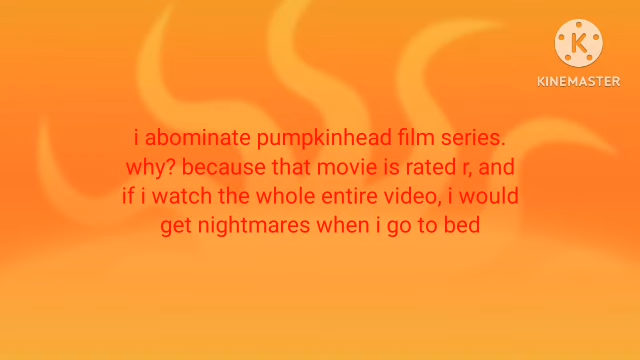 K
KINEMASTER
i abominate pumpkinhead film series.
why? because that movie is rated r, and
if i watch the whole entire video, i would
get nightmares when i go to bed